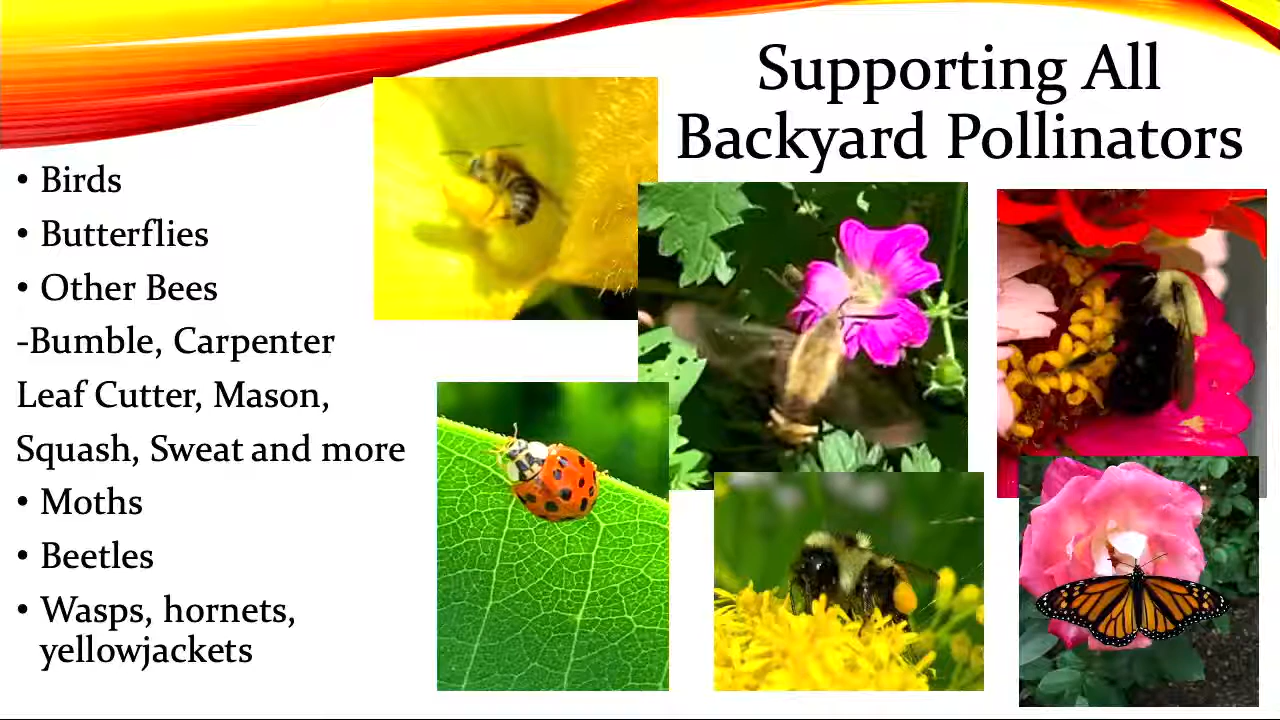 Supporting All
Backyard Pollinators
• Birds
• Butterflies
• Other Bees
-Bumble, Carpenter
Leaf Cutter, Mason,
Squash, Sweat and more
• Moths
• Beetles
• Wasps, hornets,
yellowjackets